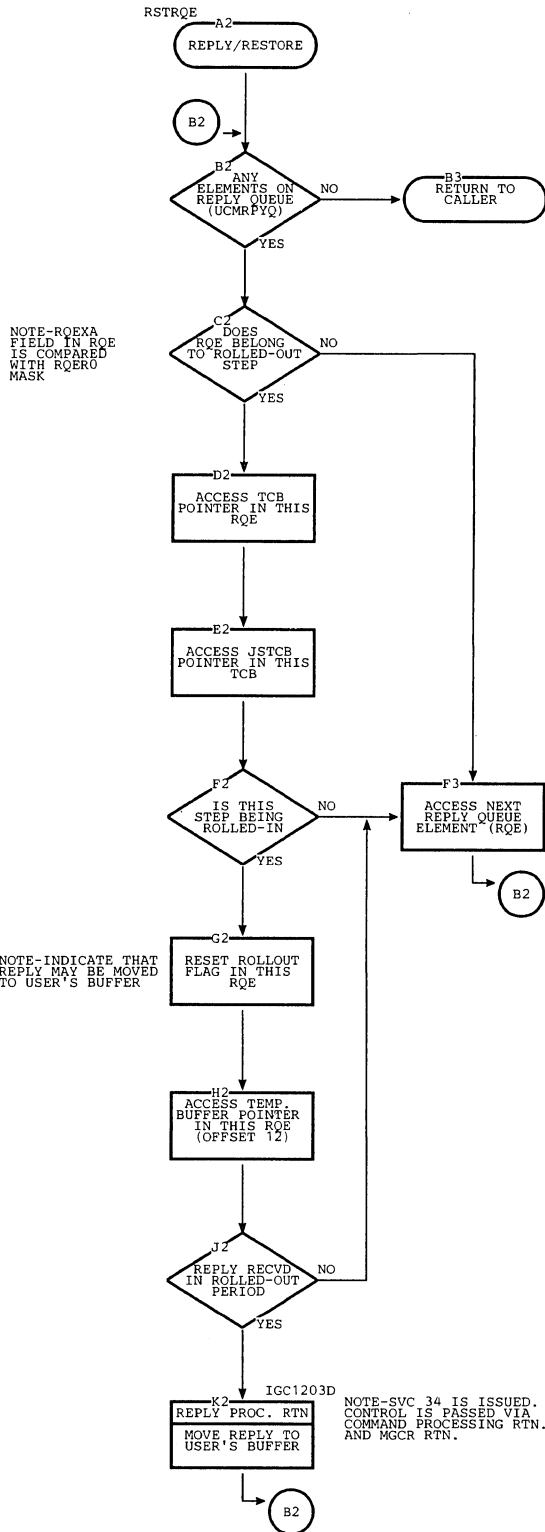 RSTRQE
A2
REPLY/RESTORE
B2
B2
ANY
ELEMENTS ON
REPLY QUEUE
(UCMRPYQ)
NO
YES
B3
RETURN TO
CALLER
NOTE-RQEXA
FIELD IN RQE
IS COMPARED
WITH RQERO
MASK
C2
DOES
RQE BELONG
TO ROLLED-OUT
STEP
NO
YES
D2
ACCESS TCB
POINTER IN THIS
RQE
E2
ACCESS JSTCB
POINTER IN THIS
TCB
F2
IS THIS
STEP BEING
ROLLED-IN
NO
YES
F3
ACCESS NEXT
REPLY QUEUE
ELEMENT (RQE)
B2
NOTE-INDICATE THAT
REPLY MAY BE MOVED
TO USER'S BUFFER
G2
RESET ROLLOUT
FLAG IN THIS
RQE
H2
ACCESS TEMP.
BUFFER POINTER
IN THIS RQE
(OFFSET 12)
J2
REPLY RECVD
IN ROLLED-OUT
PERIOD
NO
YES
IGC1203D
K2
REPLY PROC. RTN
MOVE REPLY TO
USER'S BUFFER
NOTE-SVC 34 IS ISSUED.
CONTROL IS PASSED VIA
COMMAND PROCESSING RTN.
AND MGCR RTN.
B2